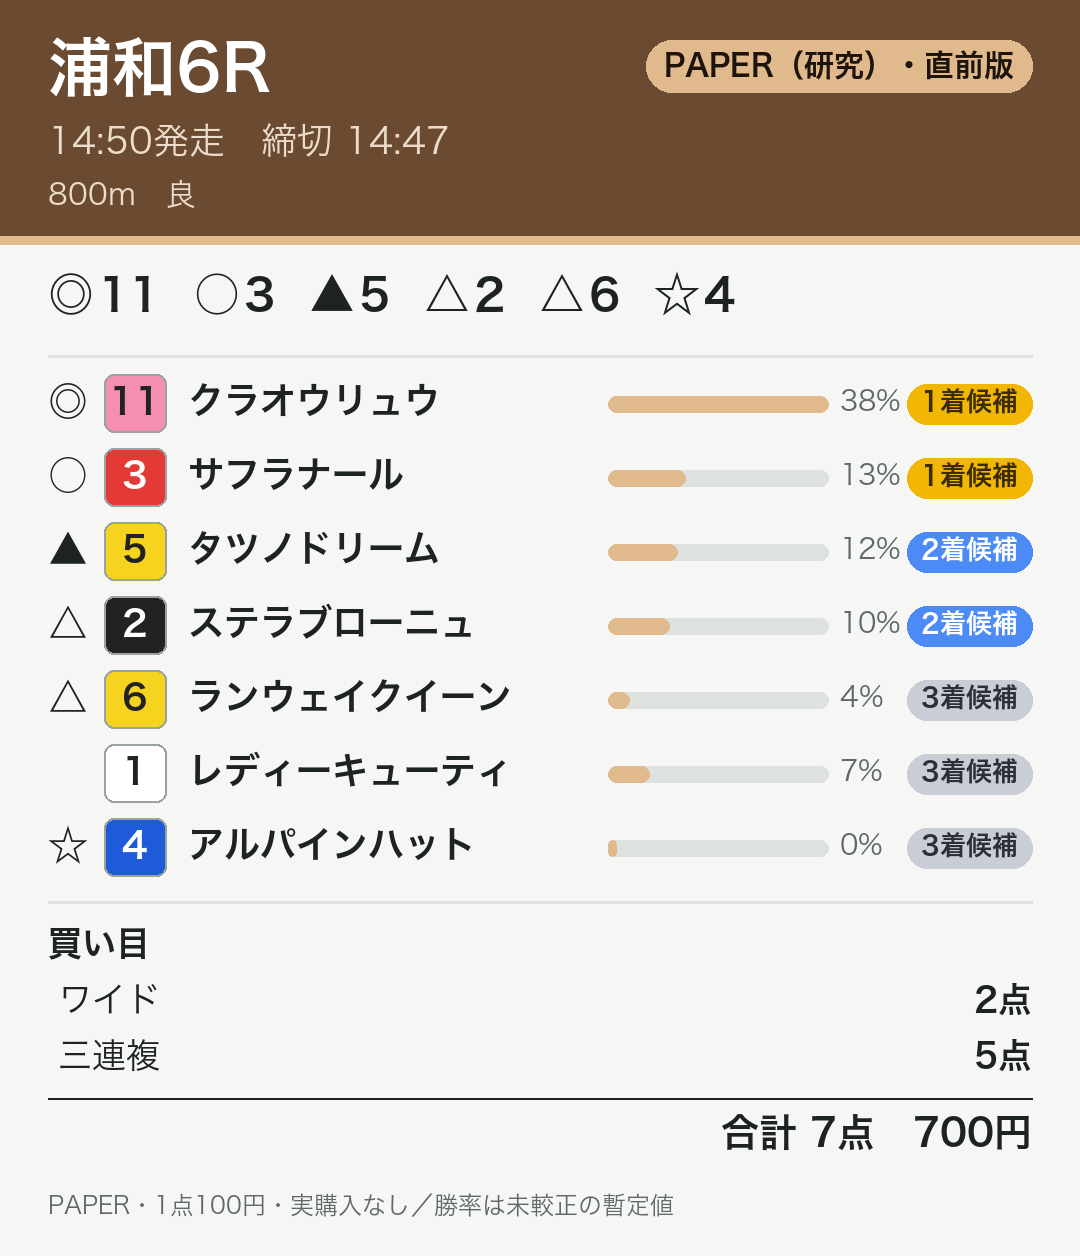 浦和6R
PAPER（研究）・直前版
14:50発走　締切 14:47
800m　良
◎11 ○3 ▲5 △2 △6 ☆4
◎ 11 クラオウリュウ 38% 1着候補
○ 3 サフラナール 13% 1着候補
▲ 5 タツノドリーム 12% 2着候補
△ 2 ステラブローニュ 10% 2着候補
△ 6 ランウェイクイーン 4% 3着候補
1 レディーキューティ 7% 3着候補
☆ 4 アルパインハット 0% 3着候補
買い目
ワイド 2点
三連複 5点
合計 7点　700円
PAPER・1点100円・実購入なし／勝率は未較正の暫定値